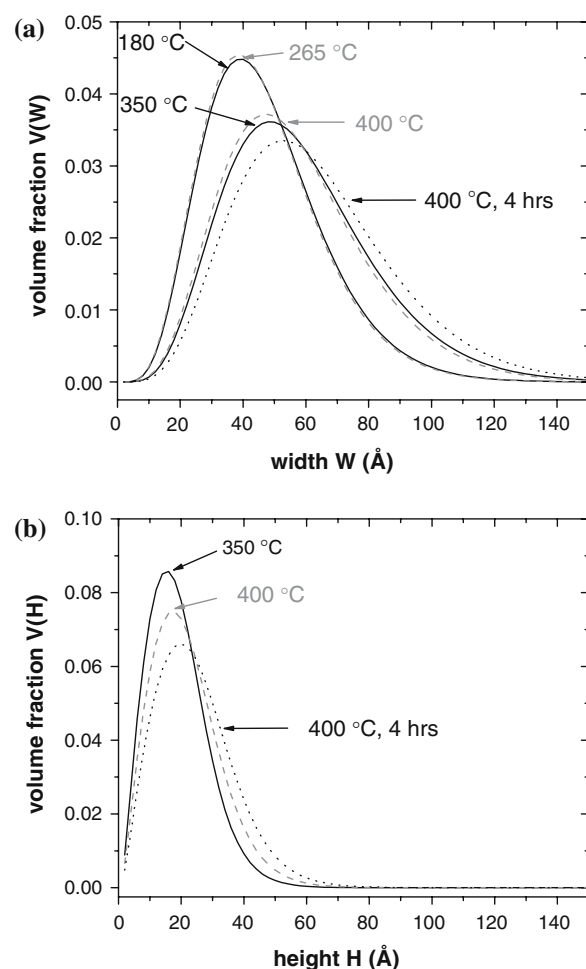 (a)
0.05
0.04
0.03
0.02
0.01
0.00
volume fraction V(W)
180 °C
265 °C
350 °C
400 °C
400 °C, 4 hrs
0 20 40 60 80 100 120 140
width W (Å)
(b)
0.10
0.08
0.06
0.04
0.02
0.00
volume fraction V(H)
350 °C
400 °C
400 °C, 4 hrs
0 20 40 60 80 100 120 140
height H (Å)